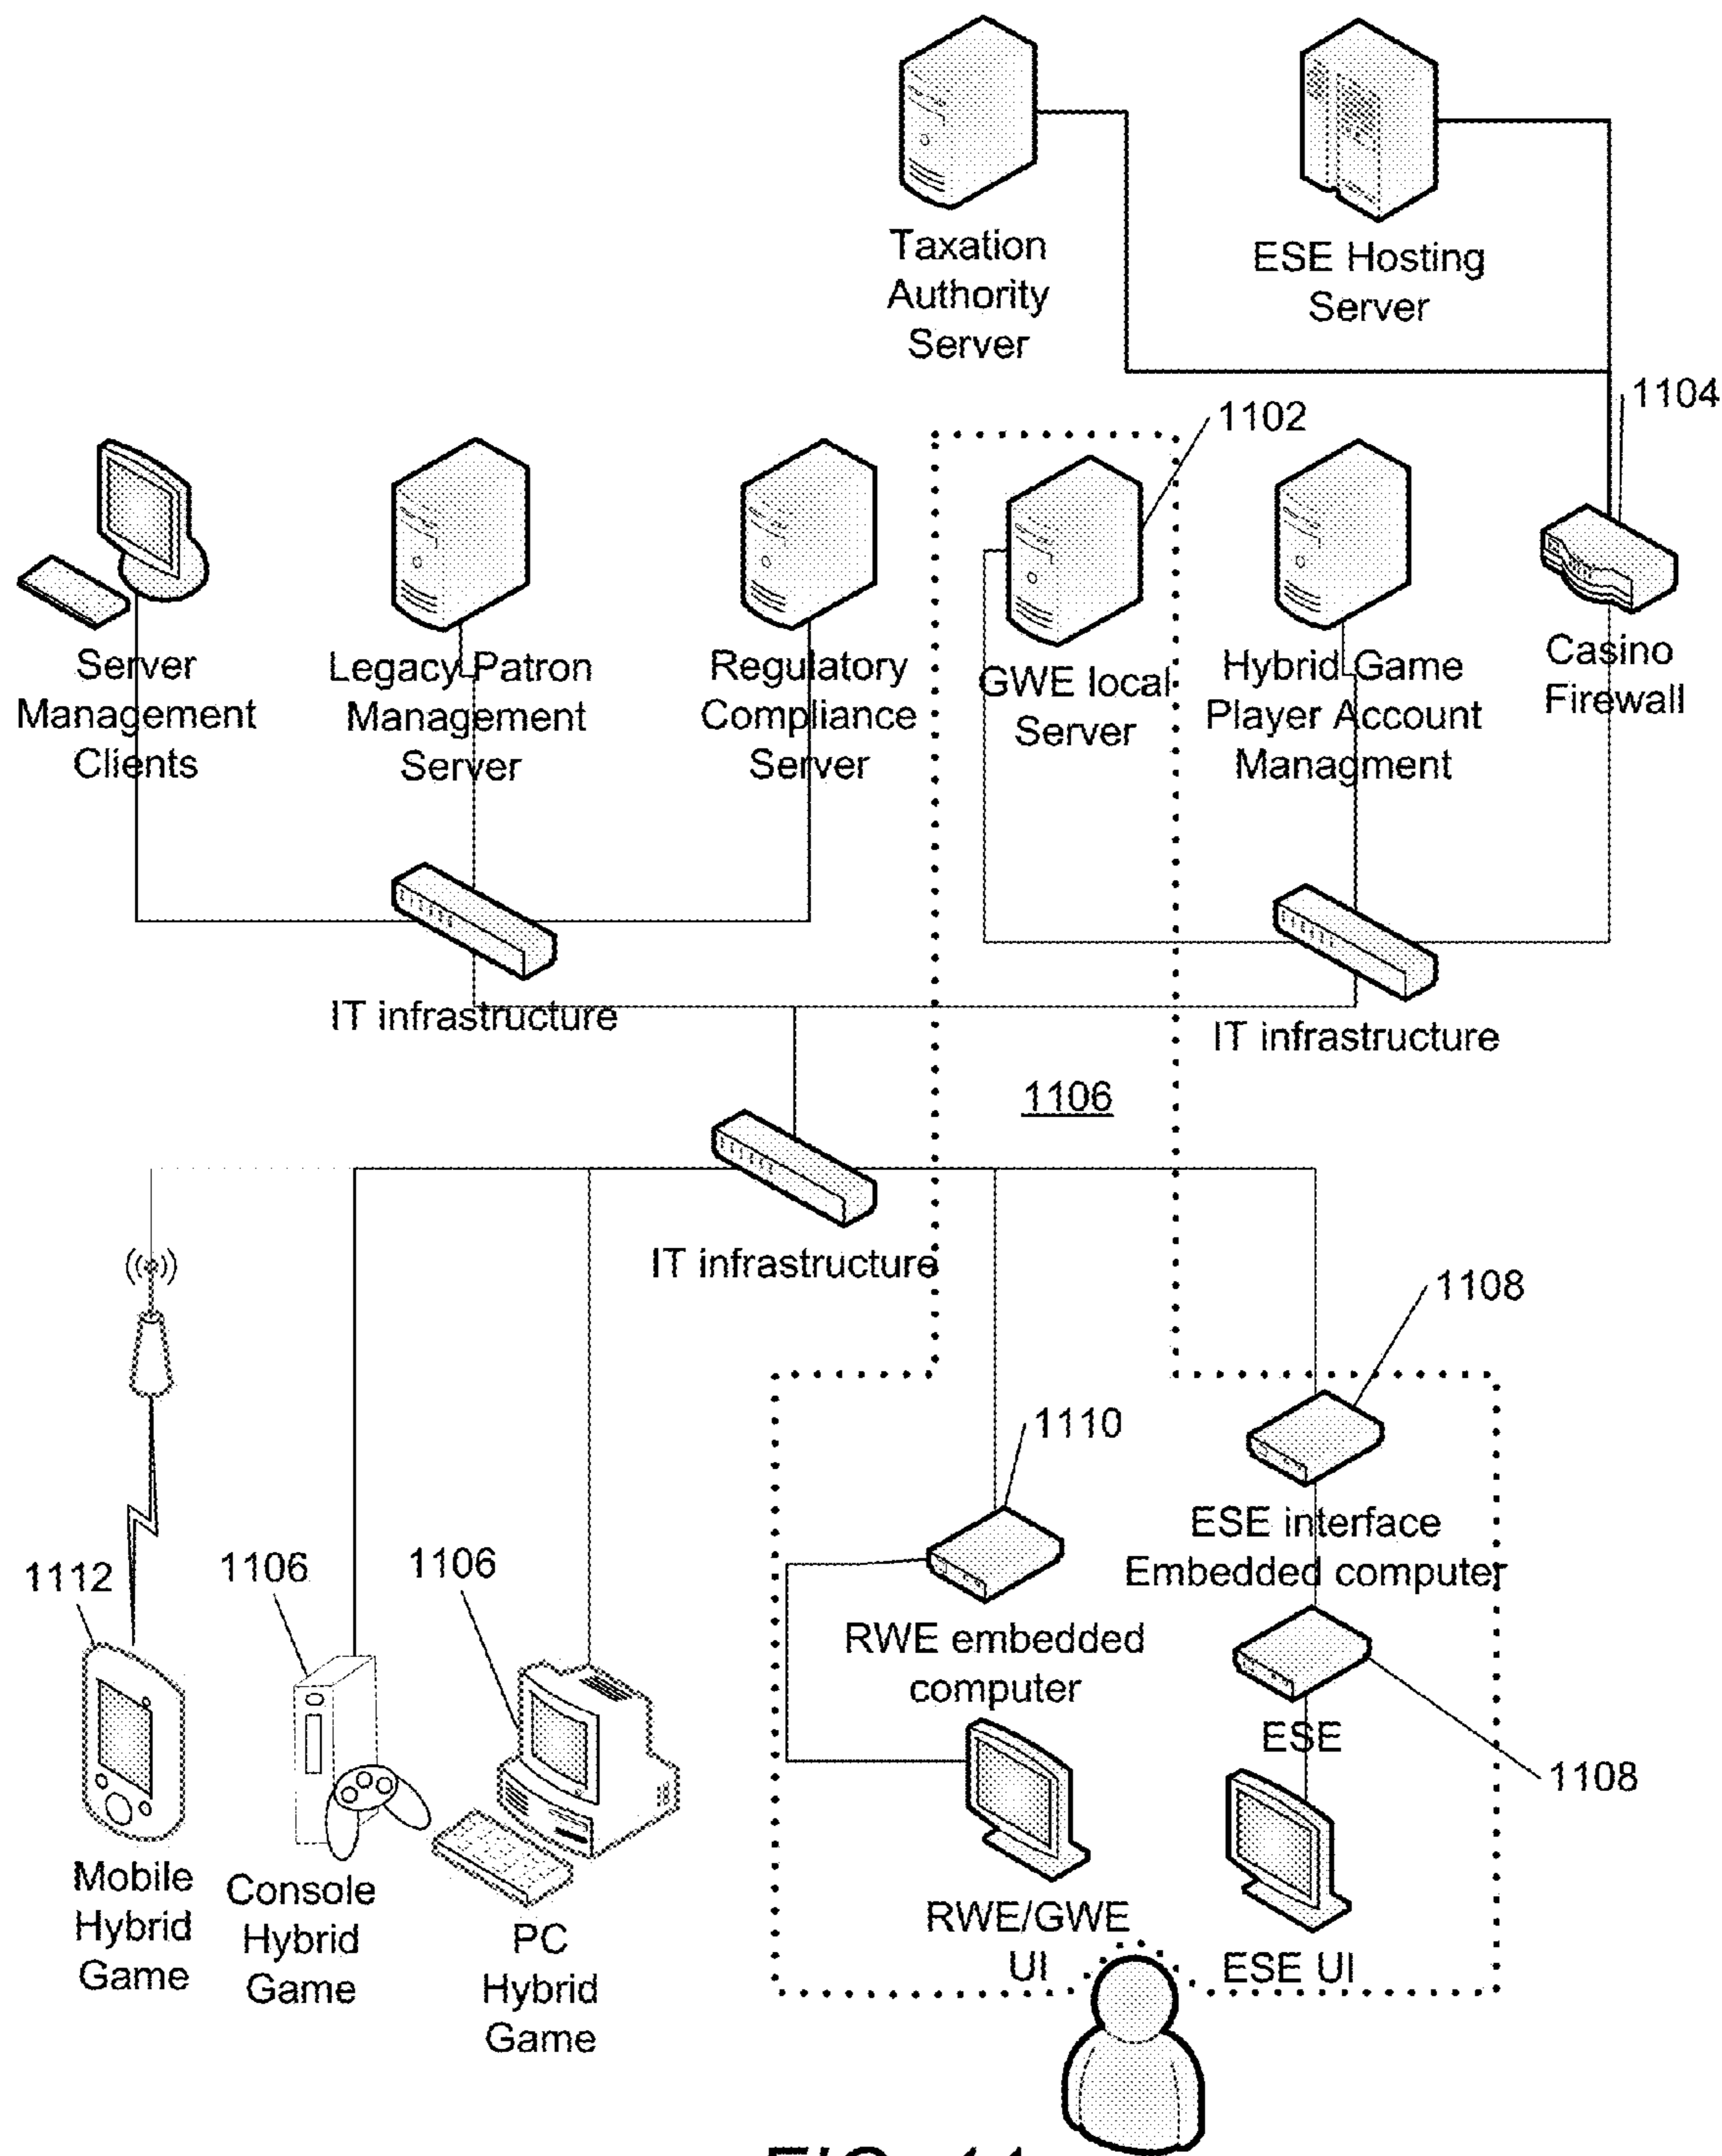 Taxation
Authority
Server
ESE Hosting
Server
1104
1102
Server
Management
Clients
Legacy Patron
Management
Server
Regulatory
Compliance
Server
GWE local
Server
Hybrid Game
Player Account
Managment
Casino
Firewall
IT infrastructure
IT infrastructure
1106
IT infrastructure
1108
1110
ESE interface
Embedded computer
1112
1106
1106
RWE embedded
computer
ESE
1108
Mobile
Hybrid
Game
Console
Hybrid
Game
PC
Hybrid
Game
RWE/GWE
UI
ESE UI
FIG. 11